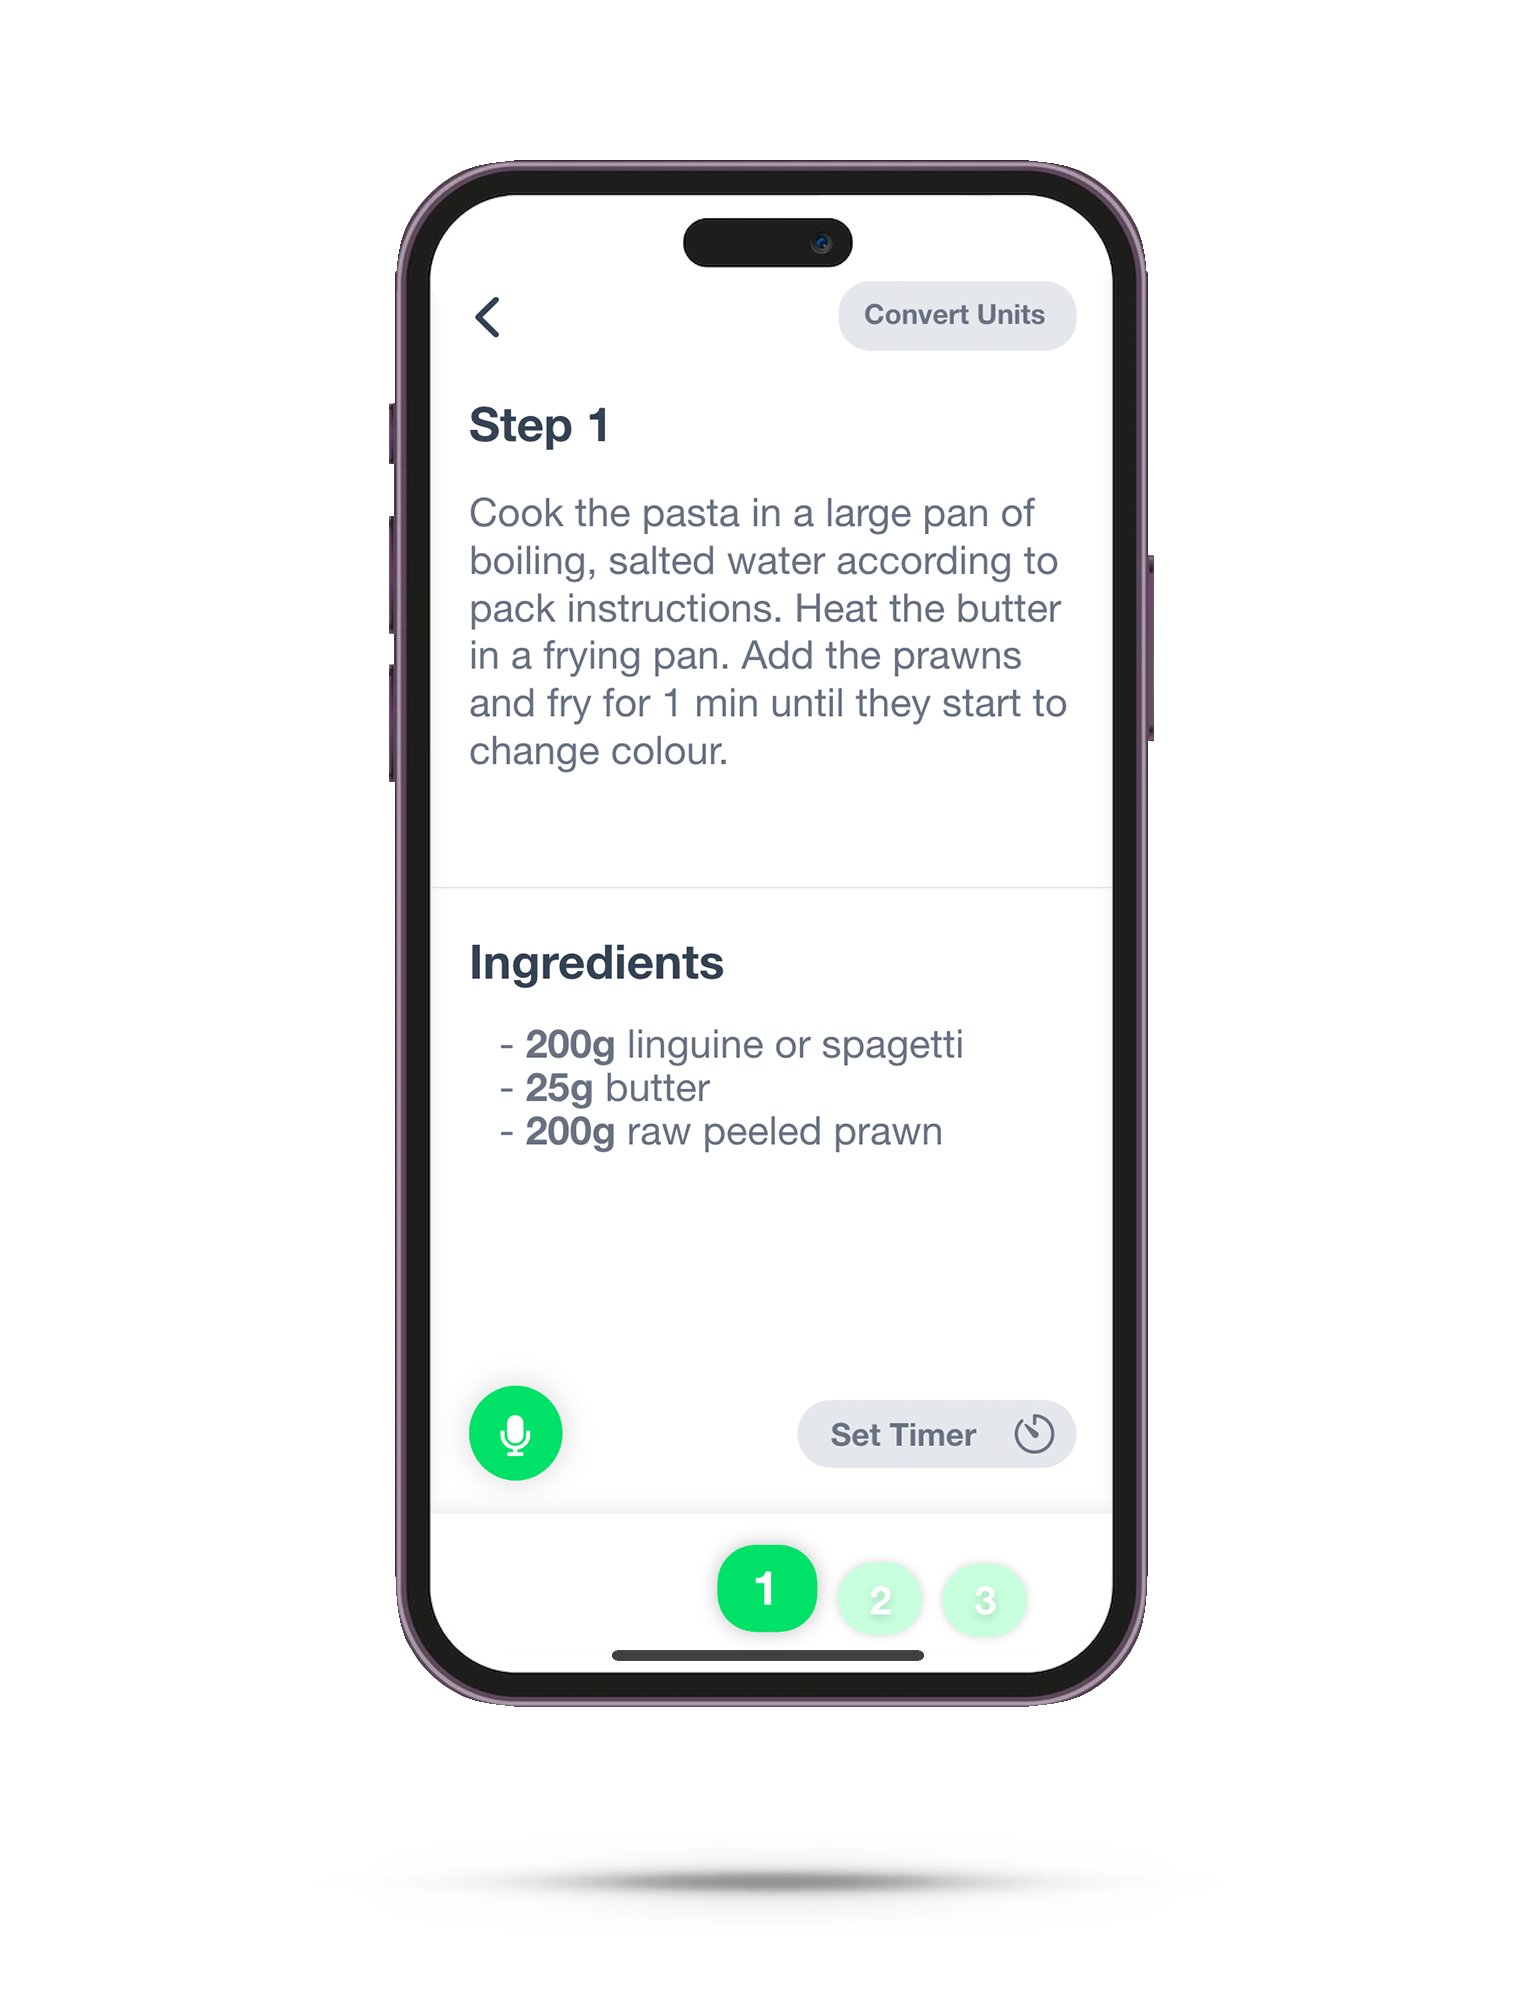 Convert Units
Step 1
Cook the pasta in a large pan of
boiling, salted water according to
pack instructions. Heat the butter
in a frying pan. Add the prawns
and fry for 1 min until they start to
change colour.
Ingredients
- 200g linguine or spagetti
- 25g butter
- 200g raw peeled prawn
Set Timer
1 2 3